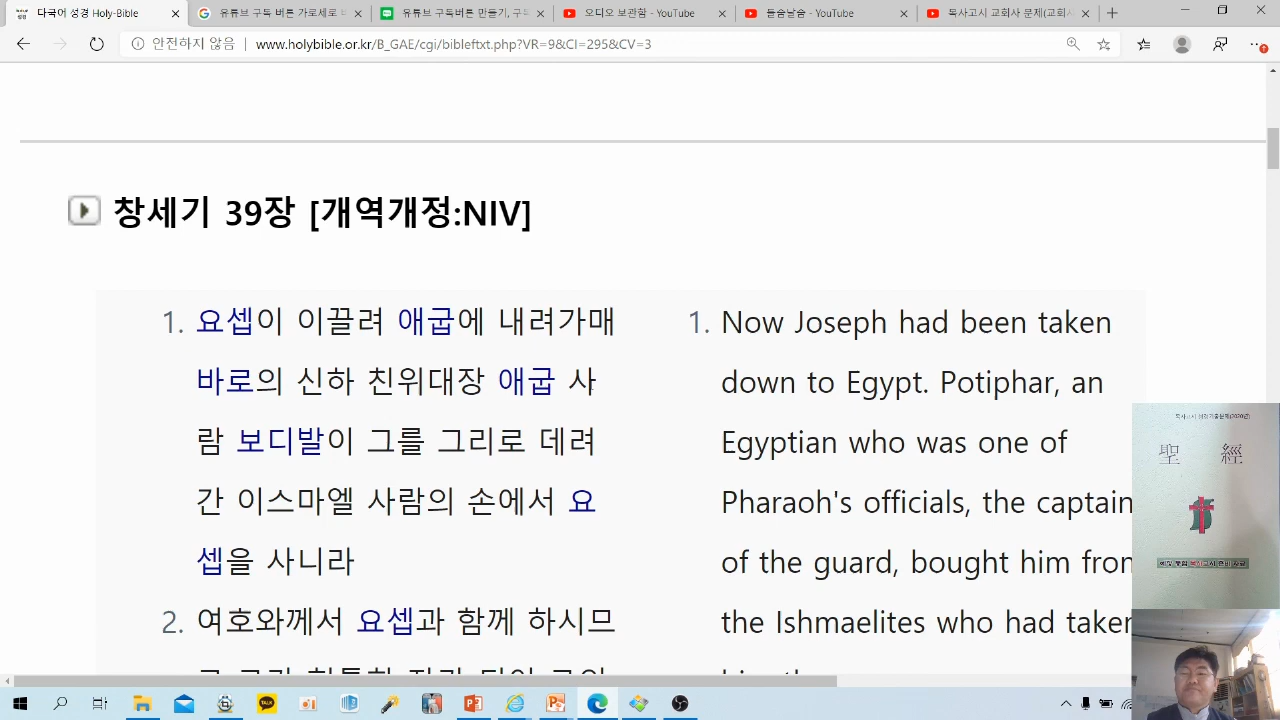 다국어 성경 Holy-Bible
유튜브 구독 버튼 가로세로
유튜브 구독버튼 만들기, 구독
오디오 보관함 - YouTube
들숨날숨 - YouTube
목사고시 교회사 문제(교회사
안전하지 않음
www.holybible.or.kr/B_GAE/cgi/bibleftxt.php?VR=9&CI=295&CV=3
창세기 39장 [개역개정:NIV]
1. 요셉이 이끌려 애굽에 내려가매
바로의 신하 친위대장 애굽 사
람 보디발이 그를 그리로 데려
간 이스마엘 사람의 손에서 요
셉을 사니라
2. 여호와께서 요셉과 함께 하시므
1. Now Joseph had been taken
down to Egypt. Potiphar, an
Egyptian who was one of
Pharaoh's officials, the captain
of the guard, bought him from
the Ishmaelites who had taken
聖 經
TALK